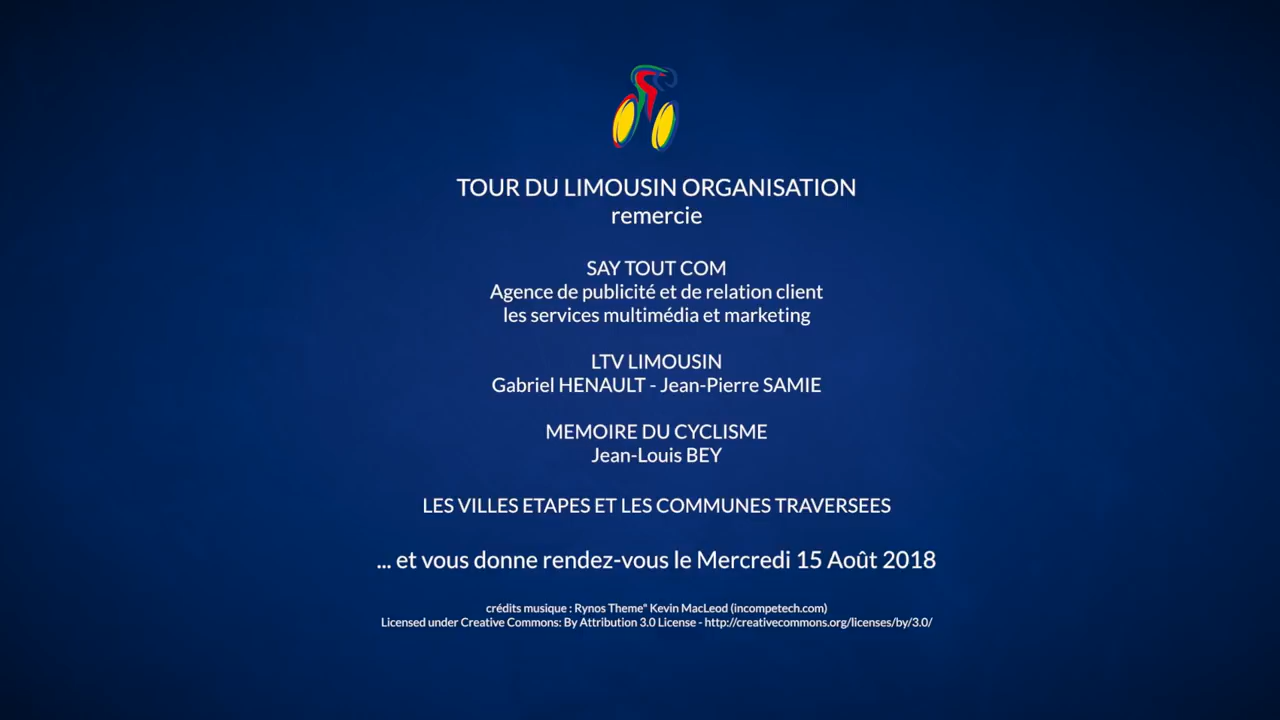 TOUR DU LIMOUSIN ORGANISATION
remercie
SAY TOUT COM
Agence de publicité et de relation client
les services multimédia et marketing
LTV LIMOUSIN
Gabriel HENAULT - Jean-Pierre SAMIE
MEMOIRE DU CYCLISME
Jean-Louis BEY
LES VILLES ETAPES ET LES COMMUNES TRAVERSEES
... et vous donne rendez-vous le Mercredi 15 Août 2018
crédits musique : Rynos Theme" Kevin MacLeod (incompetech.com)
Licensed under Creative Commons: By Attribution 3.0 License - http://creativecommons.org/licenses/by/3.0/